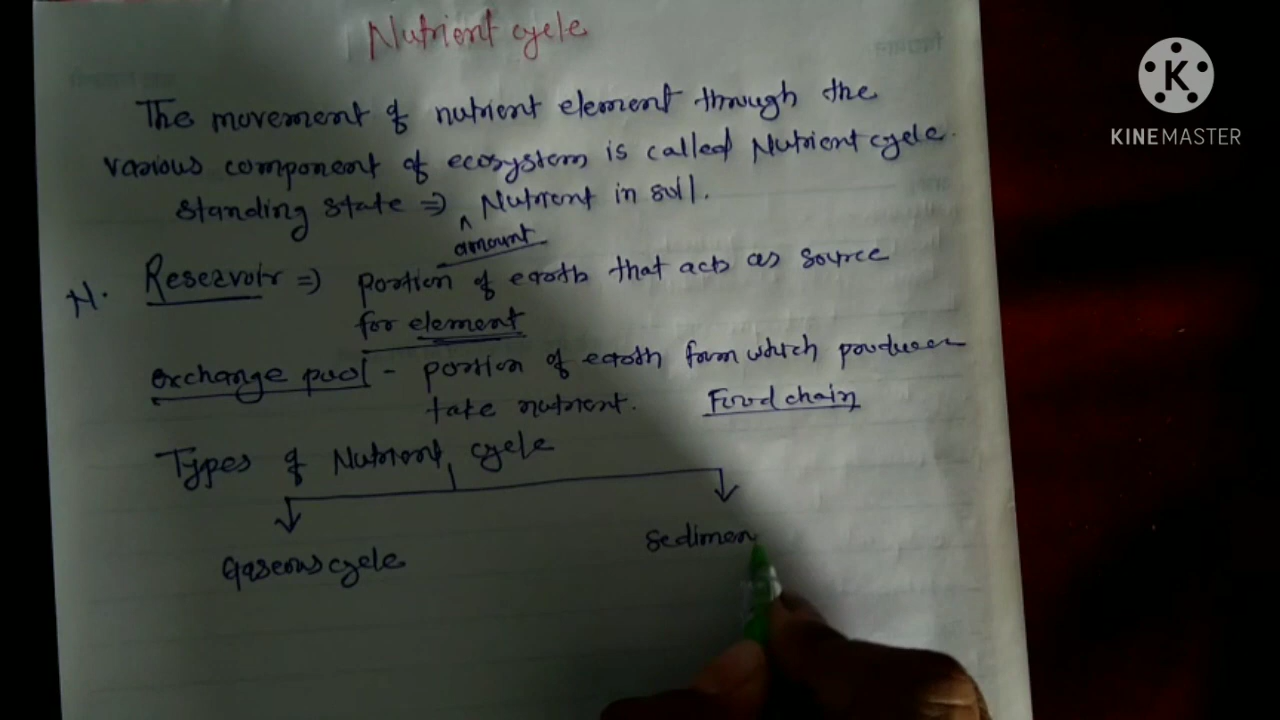 Nutrient cycle
The movement of nutrient element through the
various component of ecosystem is called Nutrient cycle.
standing state => ^ Nutrient in soil.
amount
N. Reservoir => portion of earth that acts as source
for element
exchange pool - portion of earth from which producer
take nutrient. Food chain
Types of Nutrient cycle
Gaseous cycle
Sedimen
K
KINEMASTER